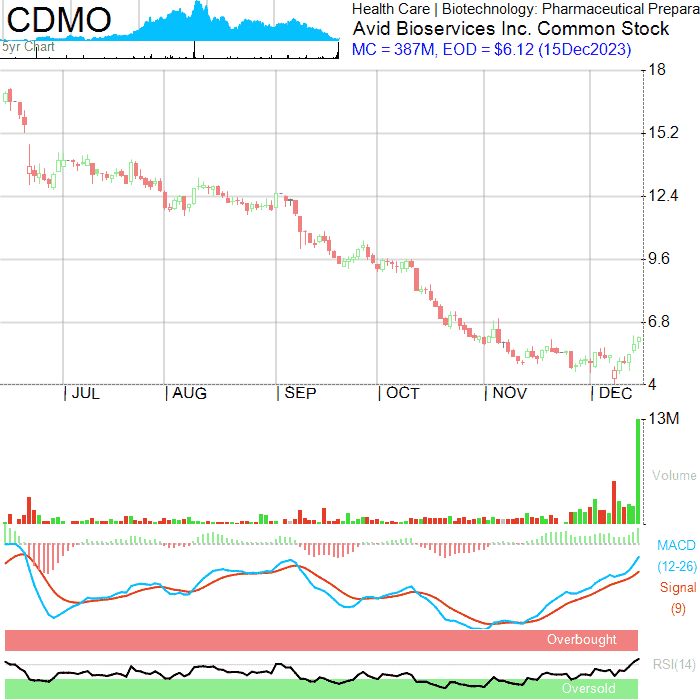 CDMO
5yr Chart
Health Care | Biotechnology: Pharmaceutical Prepara
Avid Bioservices Inc. Common Stock
MC = 387M, EOD = $6.12 (15Dec2023)
18
15.2
12.4
9.6
6.8
4
JUL
AUG
SEP
OCT
NOV
DEC
13M
Volume
MACD
(12-26)
Signal
(9)
Overbought
RSI(14)
Oversold